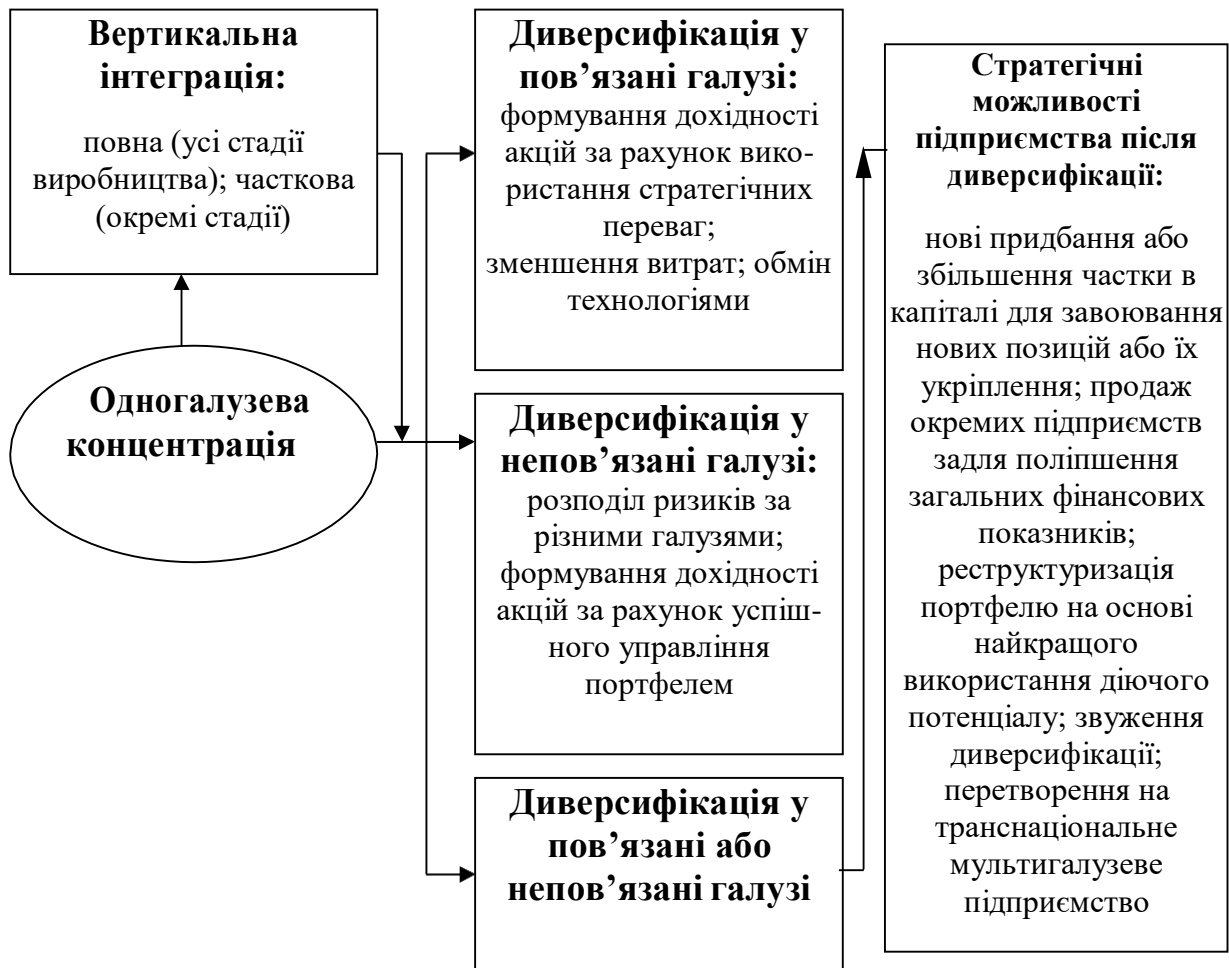 Вертикальна
інтеграція:
повна (усі стадії
виробництва); часткова
(окремі стадії)
Одногалузева
концентрація
Диверсифікація у
пов’язані галузі:
формування дохідності
акцій за рахунок вико-
ристання стратегічних
переваг;
зменшення витрат; обмін
технологіями
Диверсифікація у
непов’язані галузі:
розподіл ризиків за
різними галузями;
формування дохідності
акцій за рахунок успіш-
ного управління
портфелем
Диверсифікація у
пов’язані або
непов’язані галузі
Стратегічні
можливості
підприємства після
диверсифікації:
нові придбання або
збільшення частки в
капіталі для завоювання
нових позицій або їх
укріплення; продаж
окремих підприємств
задля поліпшення
загальних фінансових
показників;
реструктуризація
портфелю на основі
найкращого
використання діючого
потенціалу; звуження
диверсифікації;
перетворення на
транснаціональне
мультигалузеве
підприємство